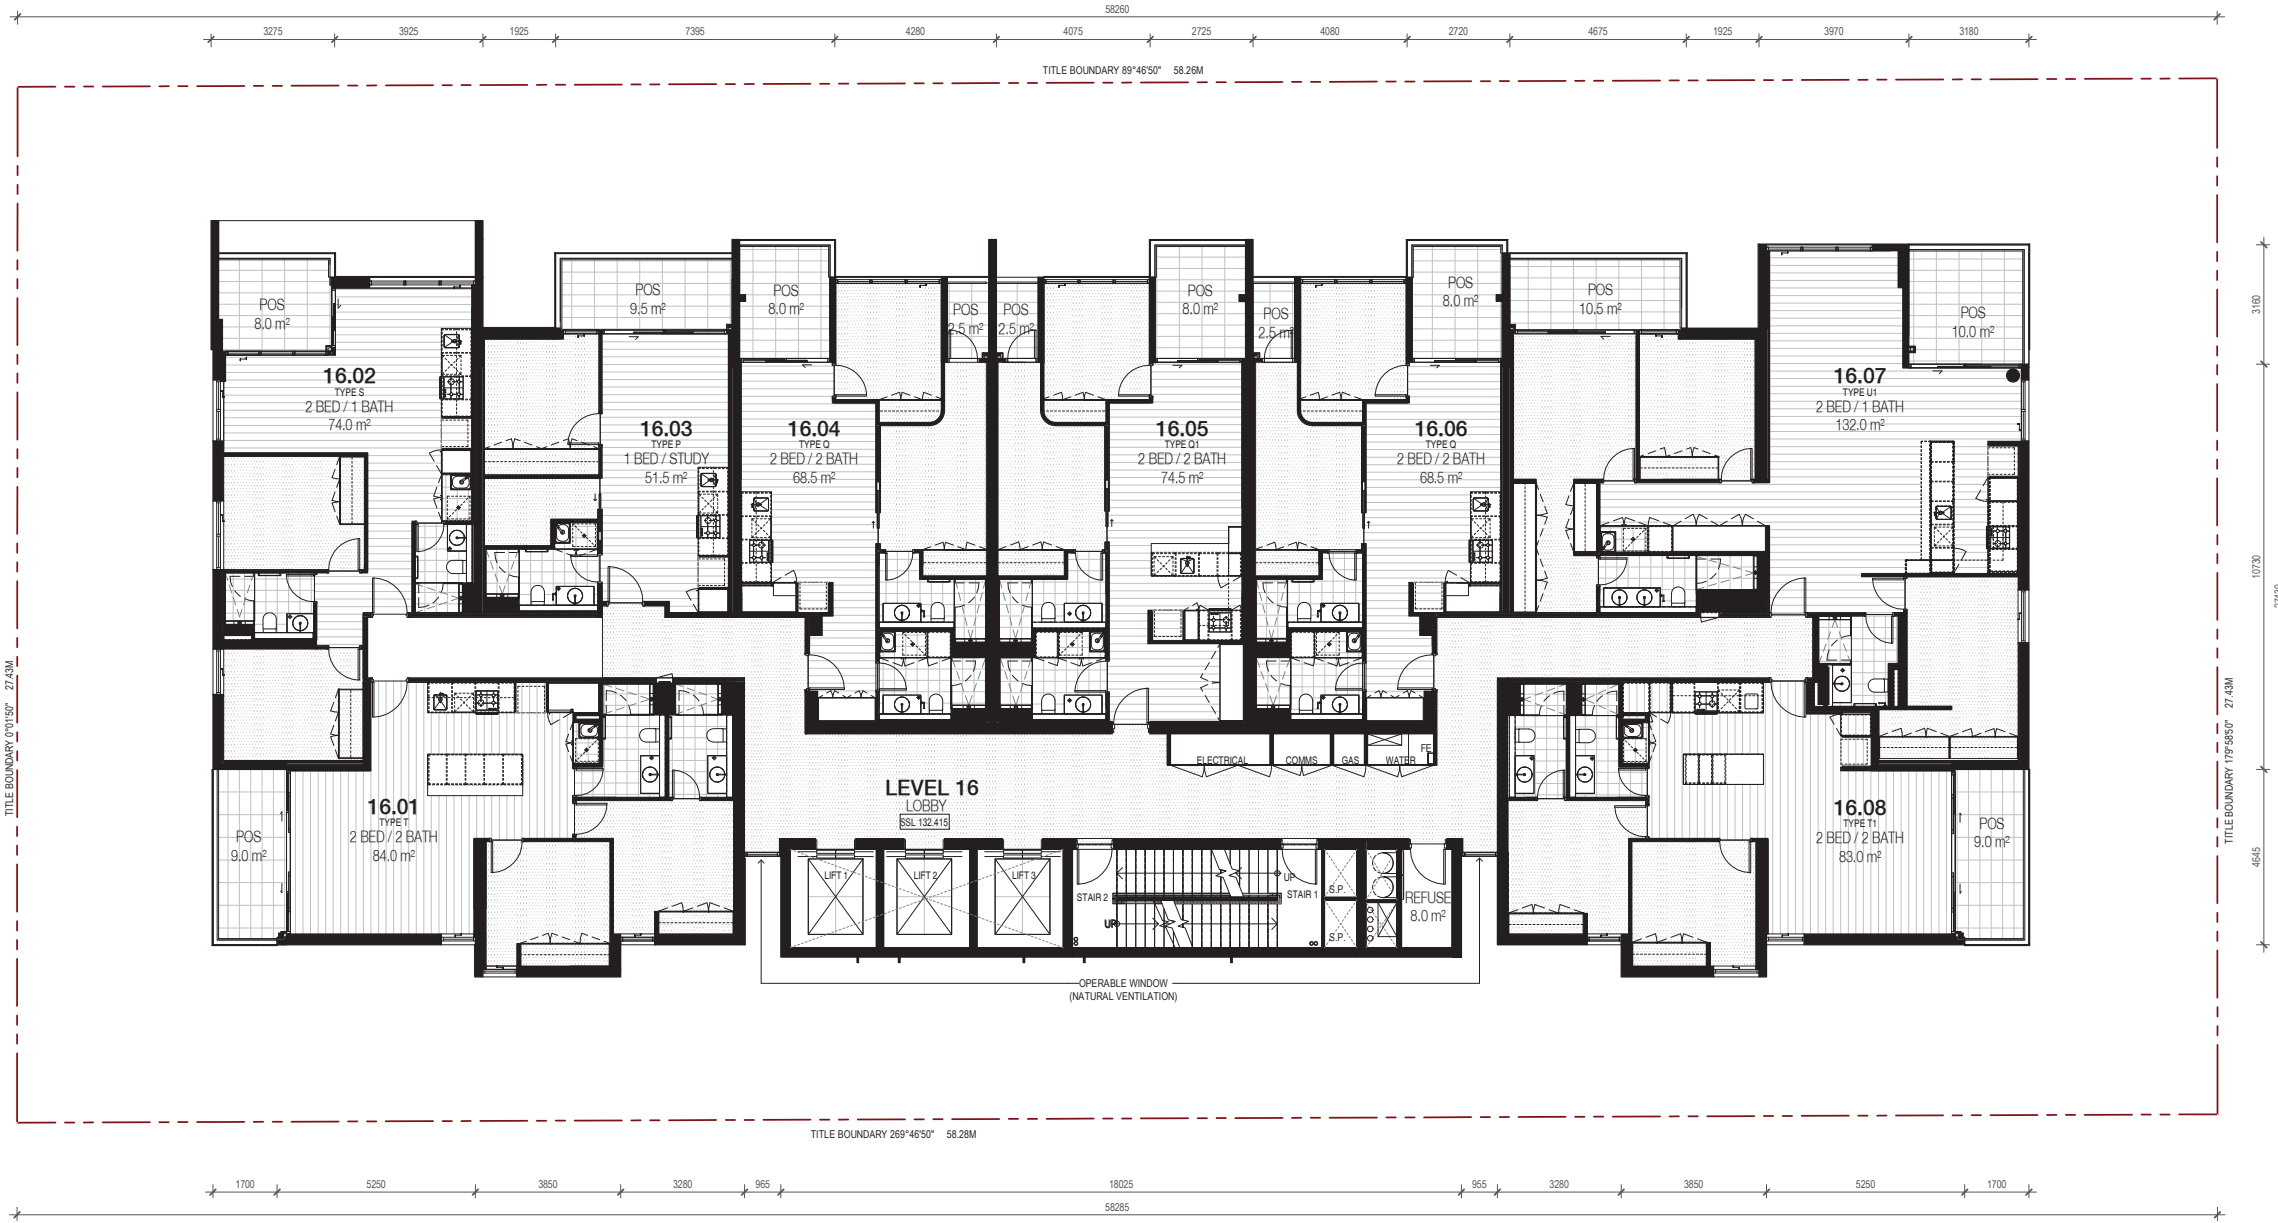 58260
3275 3925 1925 7395 4280 4075 2725 4080 2720 4675 1925 3970 3180
TITLE BOUNDARY 89°46'50" 58.26M
POS
8.0 m²
POS
9.5 m²
POS
8.0 m²
POS
2.5 m²
POS
2.5 m²
POS
8.0 m²
POS
2.5 m²
POS
8.0 m²
POS
10.5 m²
POS
10.0 m²
3160
16.02
TYPE S
2 BED / 1 BATH
74.0 m²
16.03
TYPE P
1 BED / STUDY
51.5 m²
16.04
TYPE Q
2 BED / 2 BATH
68.5 m²
16.05
TYPE Q1
2 BED / 2 BATH
74.5 m²
16.06
TYPE Q
2 BED / 2 BATH
68.5 m²
16.07
TYPE U1
2 BED / 1 BATH
132.0 m²
10730
TITLE BOUNDARY 0°01'50" 27.43M
TITLE BOUNDARY 179°58'50" 27.43M
ELECTRICAL COMMS GAS WATER FE
LEVEL 16
LOBBY
SSL 132.415
16.01
TYPE T
2 BED / 2 BATH
84.0 m²
POS
9.0 m²
16.08
TYPE T1
2 BED / 2 BATH
83.0 m²
POS
9.0 m²
4645
LIFT 1 LIFT 2 LIFT 3
STAIR 2
UP
UP
STAIR 1
S.P.
S.P.
REFUSE
8.0 m²
OPERABLE WINDOW
(NATURAL VENTILATION)
TITLE BOUNDARY 269°46'50" 58.28M
1700 5250 3850 3280 965 18025 955 3280 3850 5250 1700
58285